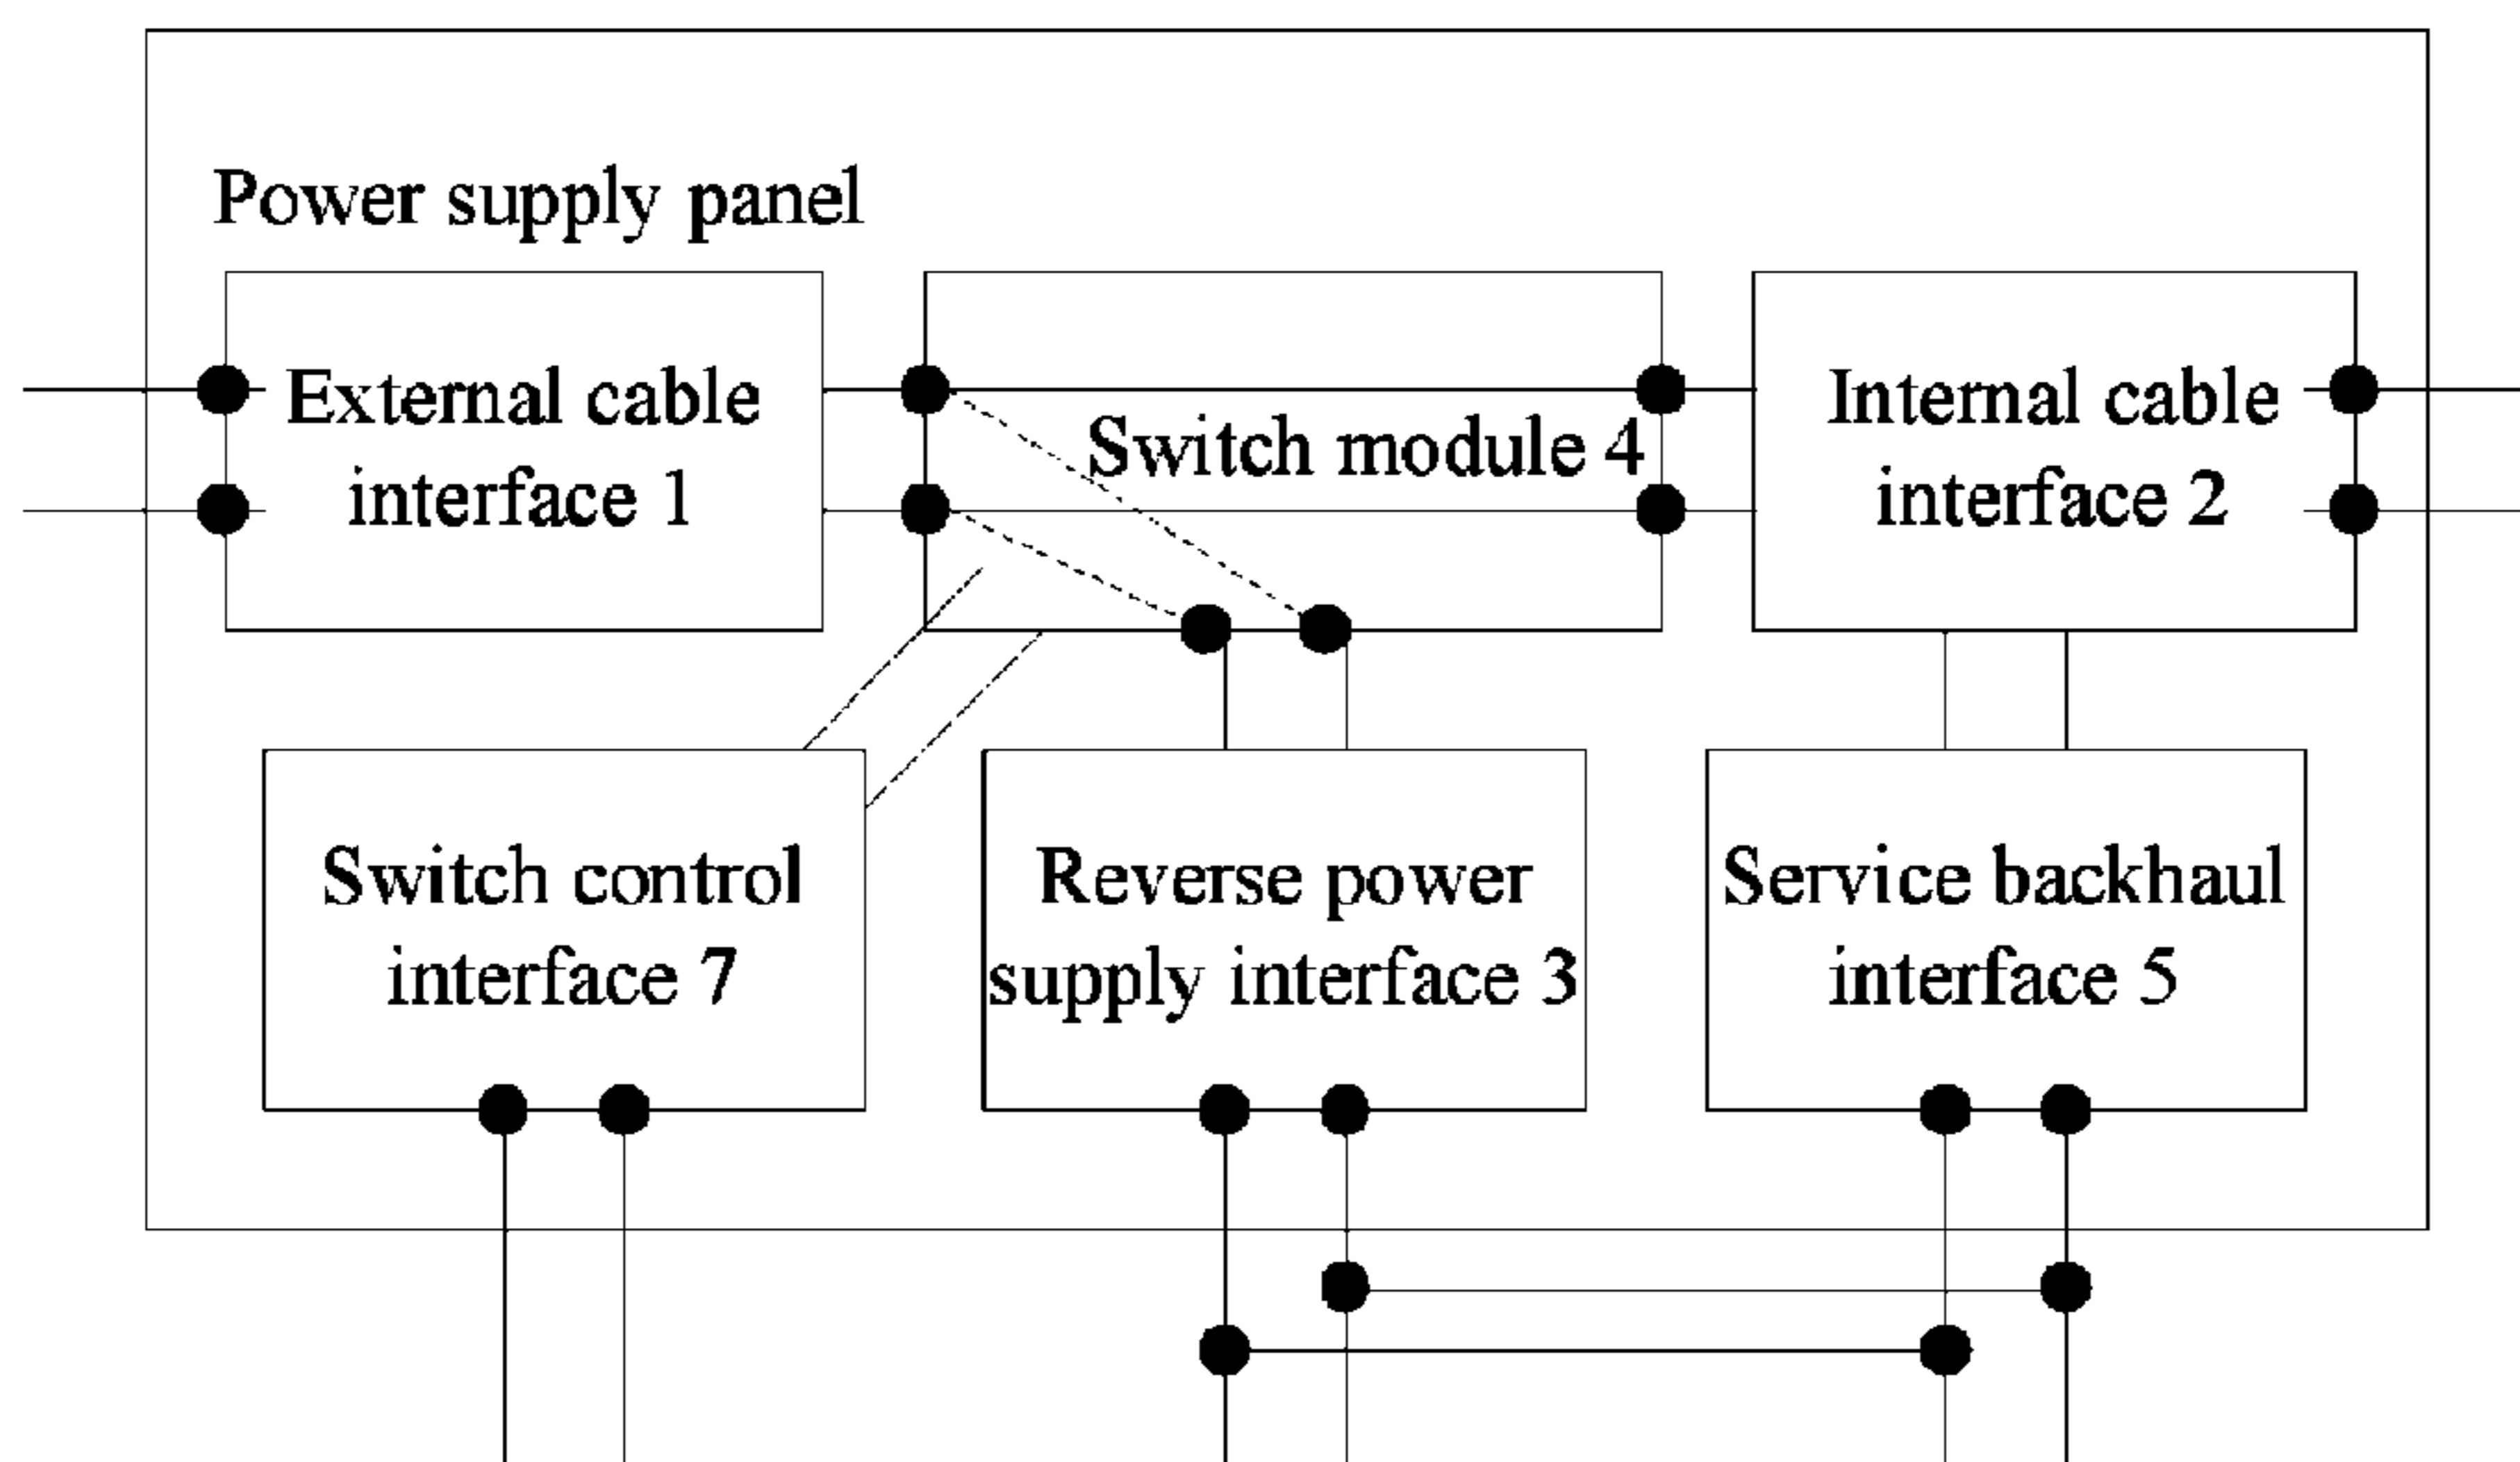 Power supply panel
External cable
interface 1
Switch module 4
Internal cable
interface 2
Switch control
interface 7
Reverse power
supply interface 3
Service backhaul
interface 5